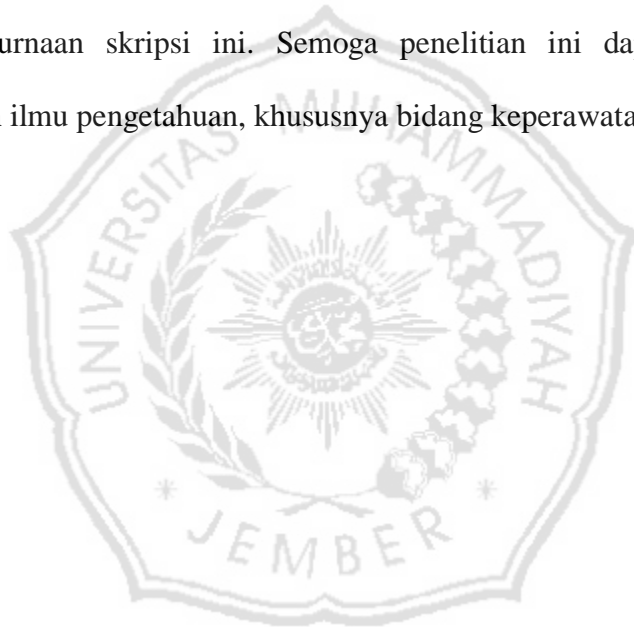 urnaan skripsi ini. Semoga penelitian ini da
ilmu pengetahuan, khususnya bidang keperawata
UNIVERSITAS MUHAMMADIYAH
JEMBER